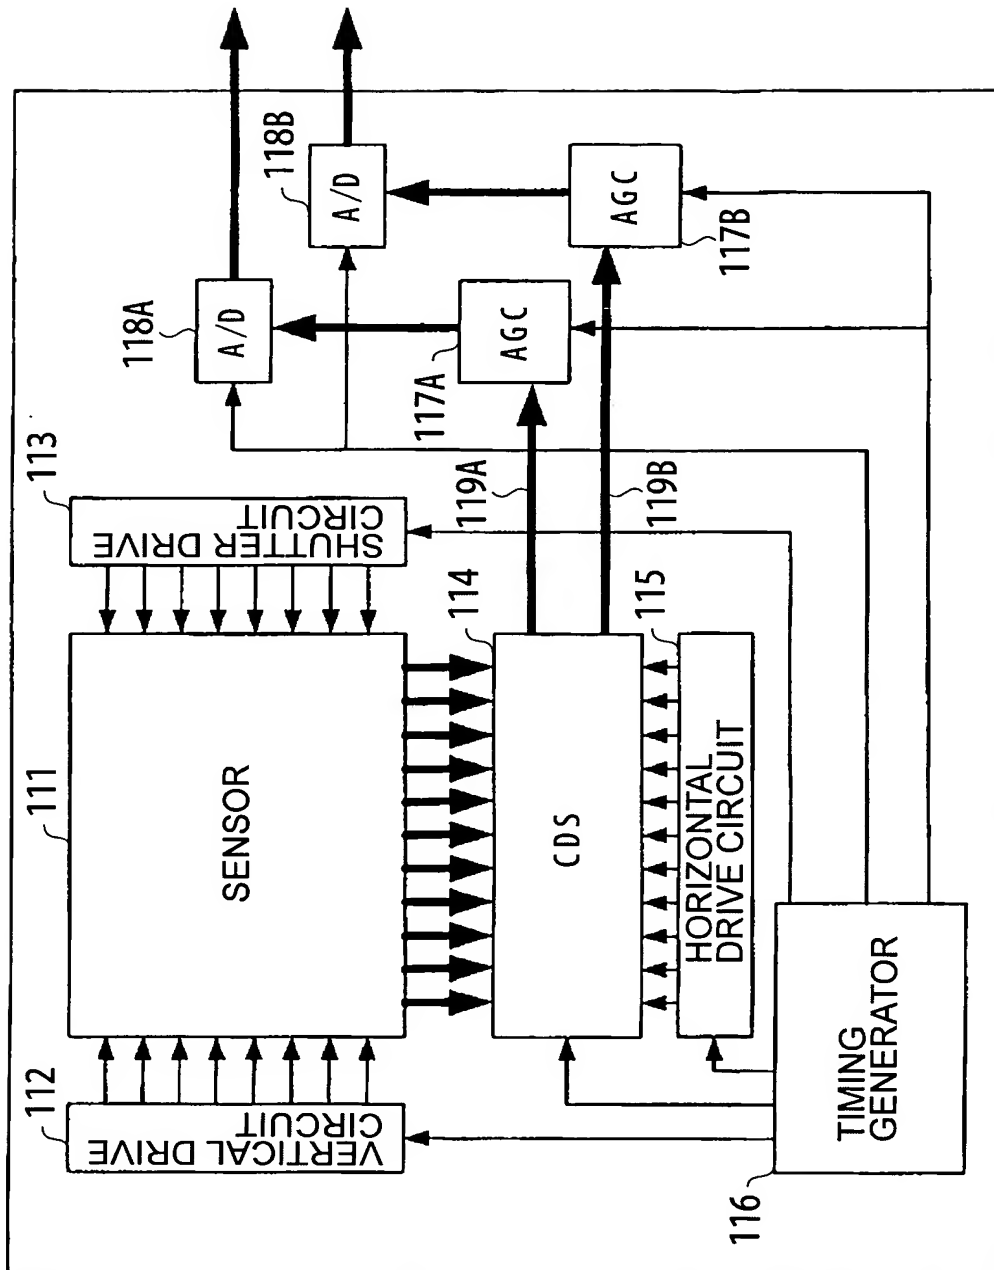 111
SENSOR
112
VERTICAL DRIVE
CIRCUIT
113
SHUTTER DRIVE
CIRCUIT
114
CDS
115
HORIZONTAL
DRIVE CIRCUIT
116
TIMING
GENERATOR
119A
119B
117A
AGC
117B
AGC
118A
A/D
118B
A/D